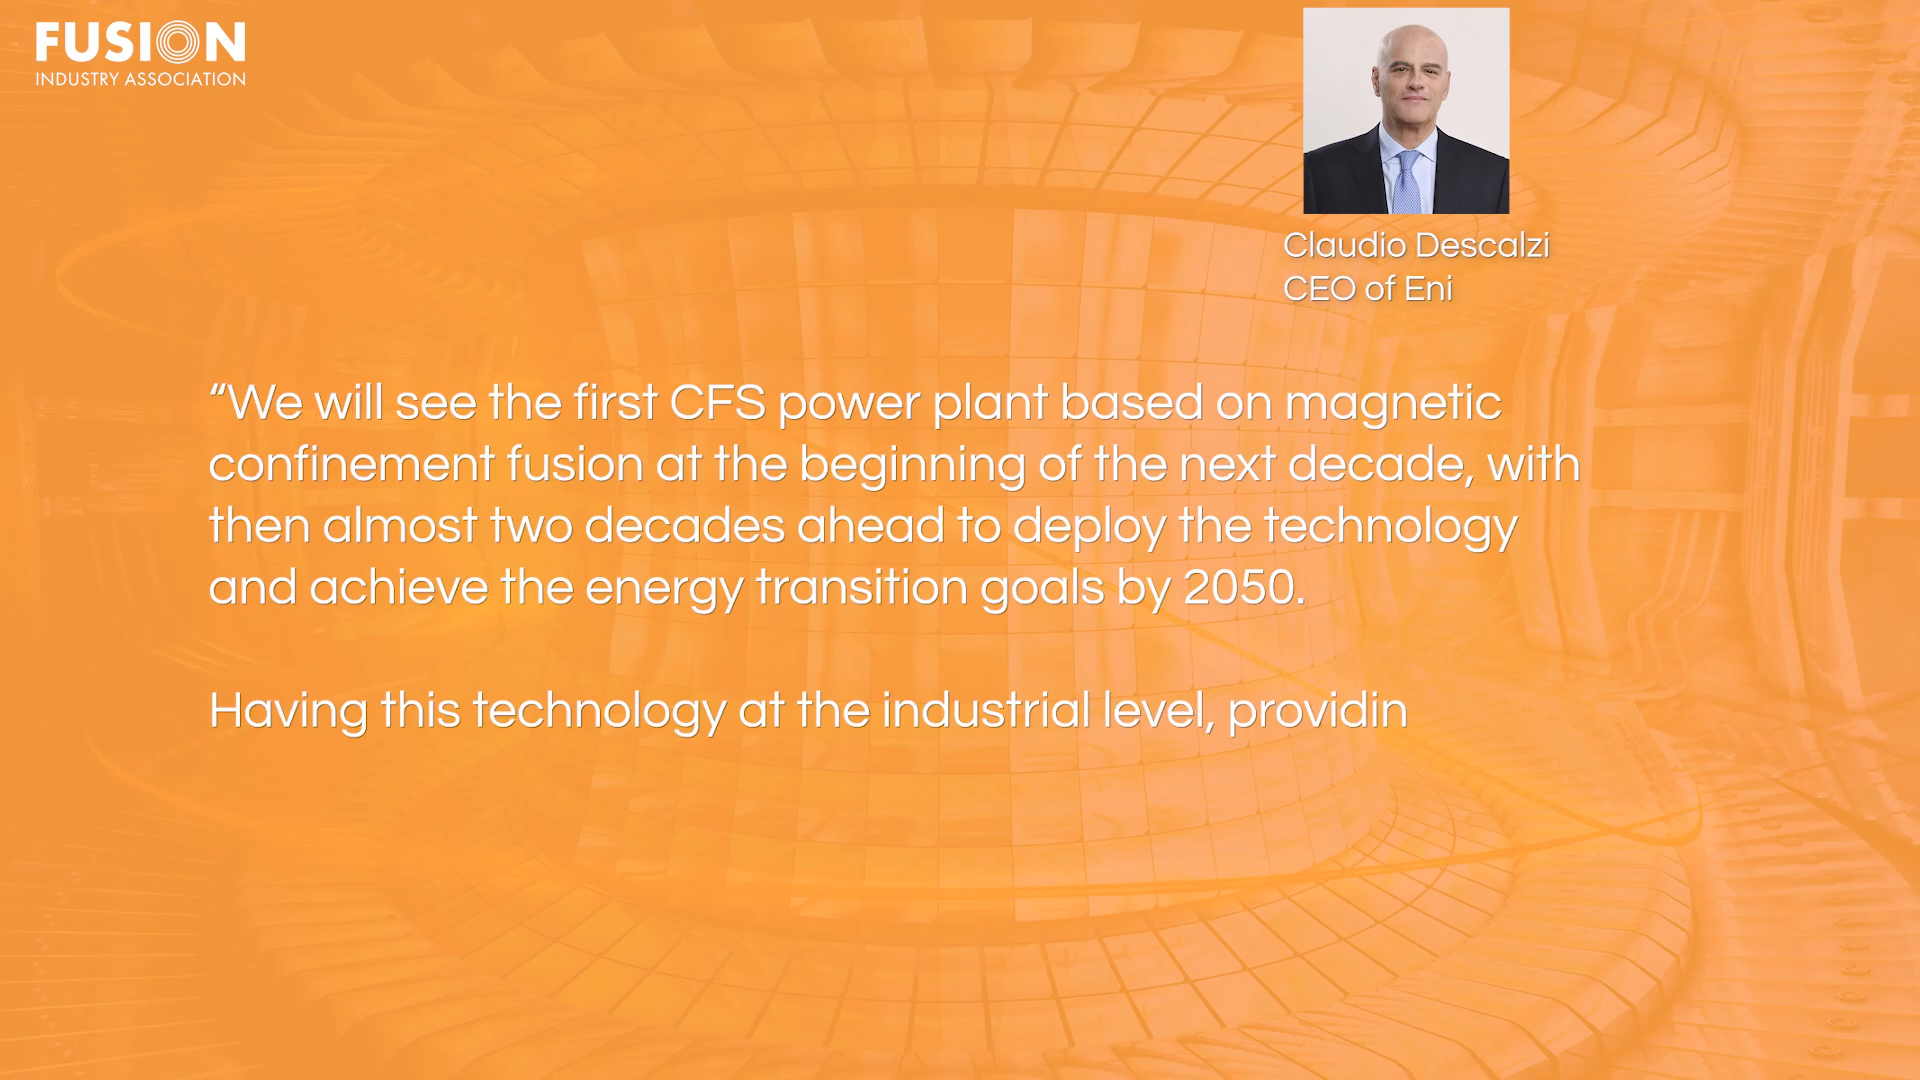 FUSION
INDUSTRY ASSOCIATION
Claudio Descalzi
CEO of Eni
“We will see the first CFS power plant based on magnetic
confinement fusion at the beginning of the next decade, with
then almost two decades ahead to deploy the technology
and achieve the energy transition goals by 2050.
Having this technology at the industrial level, providin